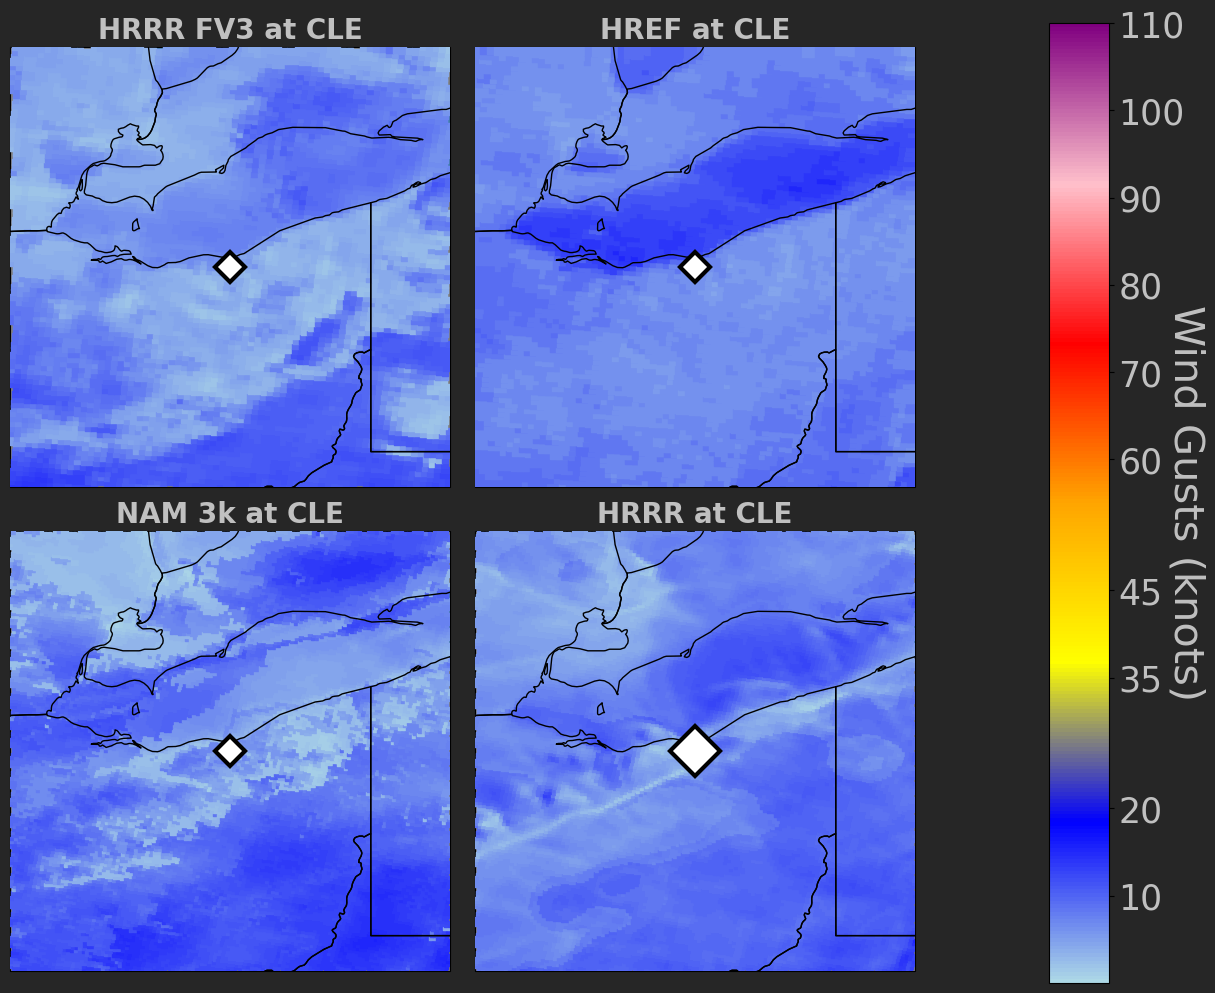 HRRR FV3 at CLE
HREF at CLE
NAM 3k at CLE
HRRR at CLE
110
100
90
80
70
60
45
35
20
10
Wind Gusts (knots)